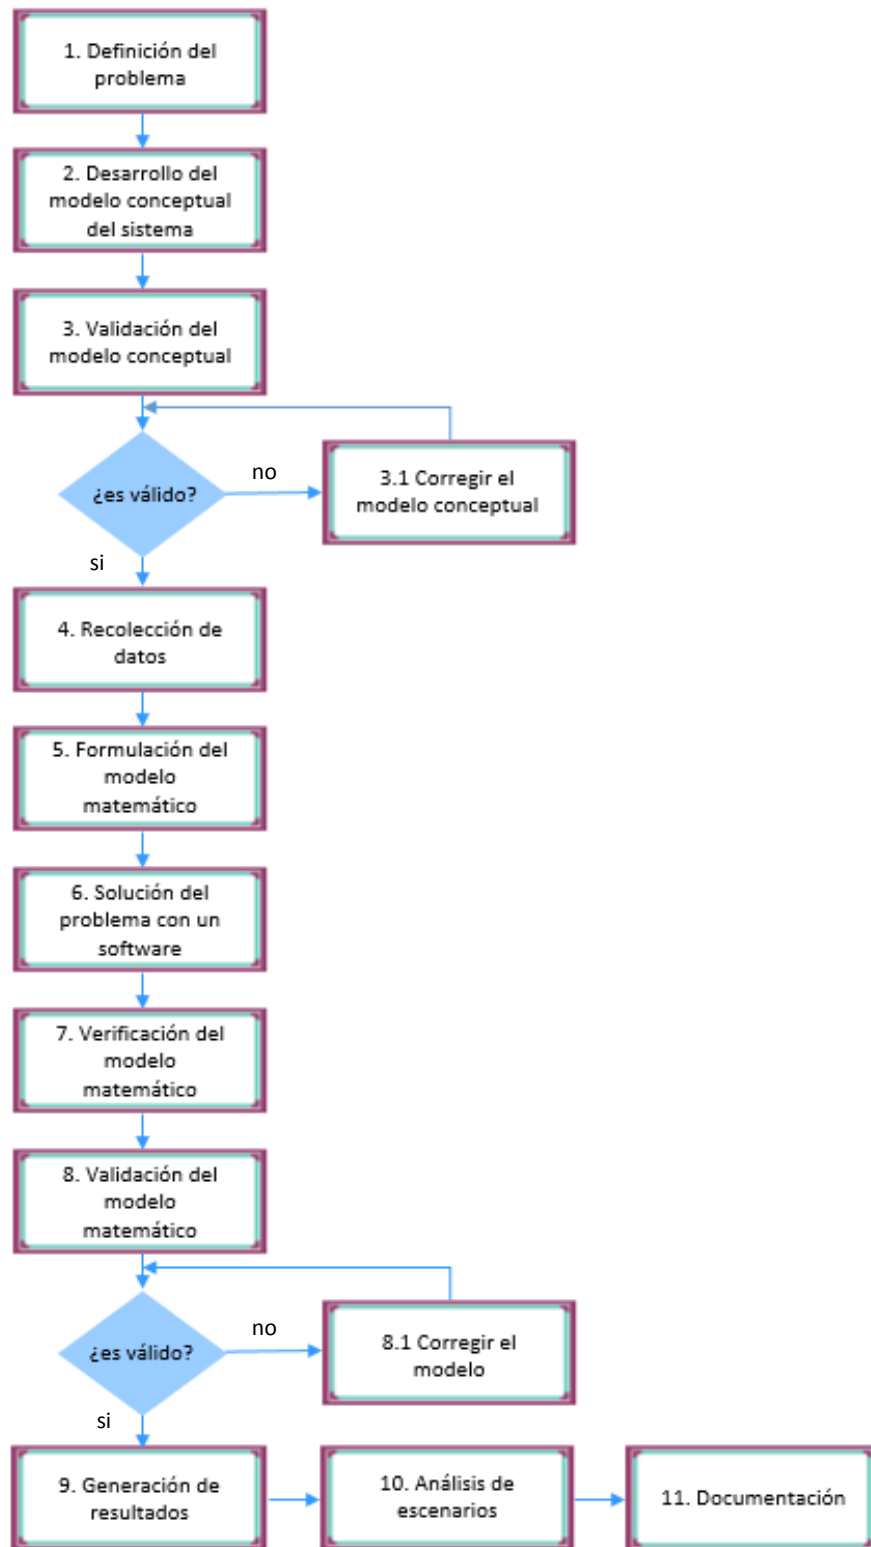 1. Definición del
problema
2. Desarrollo del
modelo conceptual
del sistema
3. Validación del
modelo conceptual
¿es válido?
no
3.1 Corregir el
modelo conceptual
si
4. Recolección de
datos
5. Formulación del
modelo
matemático
6. Solución del
problema con un
software
7. Verificación del
modelo
matemático
8. Validación del
modelo
matemático
¿es válido?
no
8.1 Corregir el
modelo
si
9. Generación de
resultados
10. Análisis de
escenarios
11. Documentación